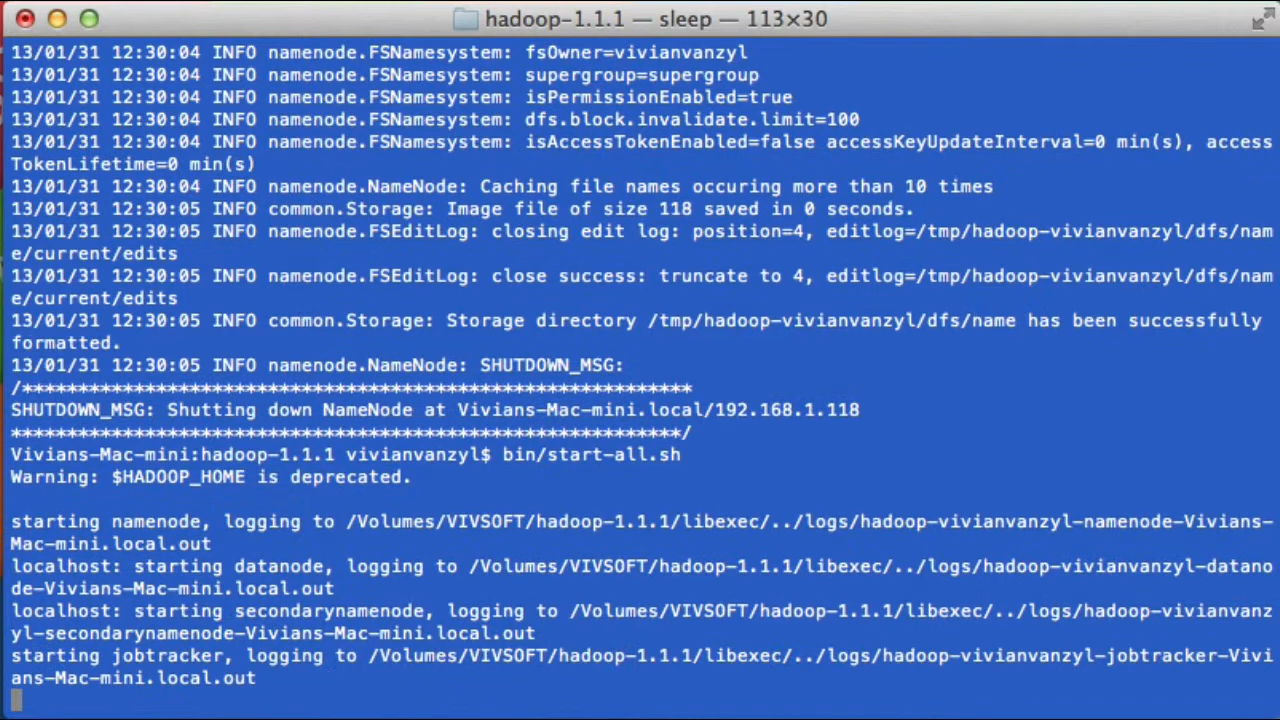 hadoop-1.1.1 — sleep — 113×30
13/01/31 12:30:04 INFO namenode.FSNamesystem: fsOwner=vivianvanzyl
13/01/31 12:30:04 INFO namenode.FSNamesystem: supergroup=supergroup
13/01/31 12:30:04 INFO namenode.FSNamesystem: isPermissionEnabled=true
13/01/31 12:30:04 INFO namenode.FSNamesystem: dfs.block.invalidate.limit=100
13/01/31 12:30:04 INFO namenode.FSNamesystem: isAccessTokenEnabled=false accessKeyUpdateInterval=0 min(s), access
TokenLifetime=0 min(s)
13/01/31 12:30:04 INFO namenode.NameNode: Caching file names occuring more than 10 times
13/01/31 12:30:05 INFO common.Storage: Image file of size 118 saved in 0 seconds.
13/01/31 12:30:05 INFO namenode.FSEditLog: closing edit log: position=4, editlog=/tmp/hadoop-vivianvanzyl/dfs/nam
e/current/edits
13/01/31 12:30:05 INFO namenode.FSEditLog: close success: truncate to 4, editlog=/tmp/hadoop-vivianvanzyl/dfs/nam
e/current/edits
13/01/31 12:30:05 INFO common.Storage: Storage directory /tmp/hadoop-vivianvanzyl/dfs/name has been successfully
formatted.
13/01/31 12:30:05 INFO namenode.NameNode: SHUTDOWN_MSG:
/************************************************************
SHUTDOWN_MSG: Shutting down NameNode at Vivians-Mac-mini.local/192.168.1.118
************************************************************/
Vivians-Mac-mini:hadoop-1.1.1 vivianvanzyl$ bin/start-all.sh
Warning: $HADOOP_HOME is deprecated.
starting namenode, logging to /Volumes/VIVSOFT/hadoop-1.1.1/libexec/../logs/hadoop-vivianvanzyl-namenode-Vivians-
Mac-mini.local.out
localhost: starting datanode, logging to /Volumes/VIVSOFT/hadoop-1.1.1/libexec/../logs/hadoop-vivianvanzyl-datano
de-Vivians-Mac-mini.local.out
localhost: starting secondarynamenode, logging to /Volumes/VIVSOFT/hadoop-1.1.1/libexec/../logs/hadoop-vivianvanz
yl-secondarynamenode-Vivians-Mac-mini.local.out
starting jobtracker, logging to /Volumes/VIVSOFT/hadoop-1.1.1/libexec/../logs/hadoop-vivianvanzyl-jobtracker-Vivi
ans-Mac-mini.local.out